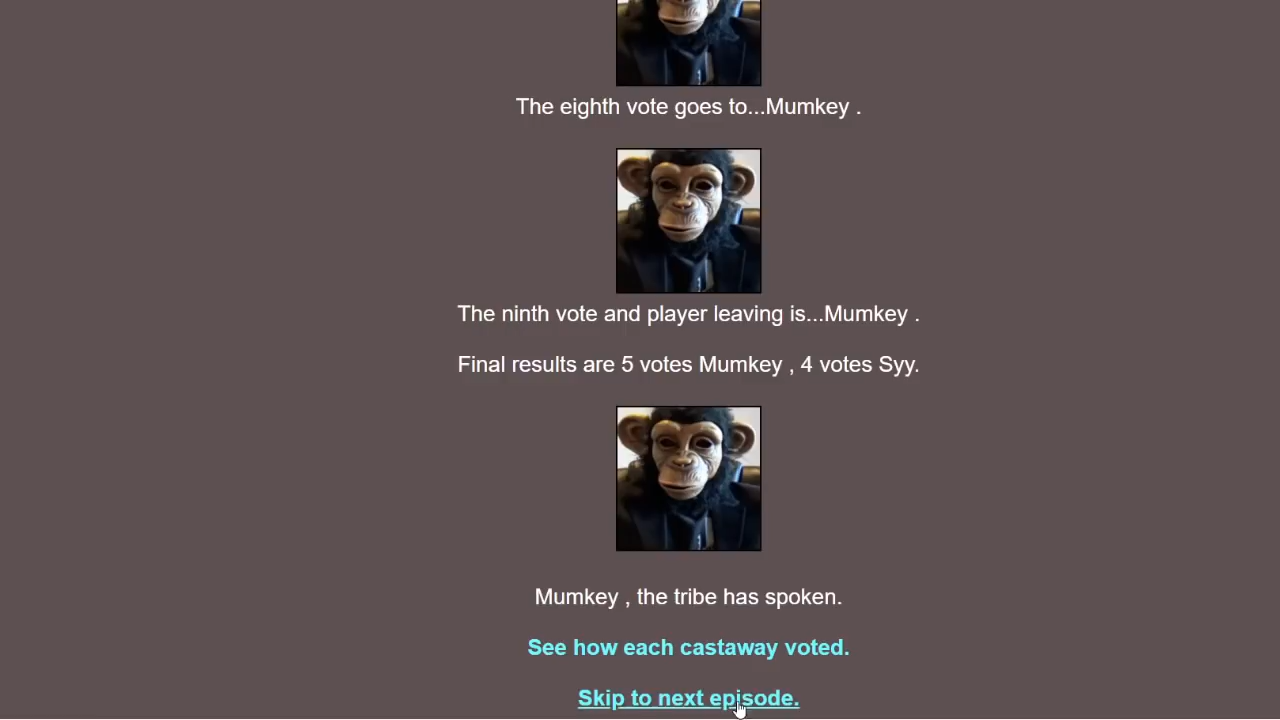 The eighth vote goes to...Mumkey .
The ninth vote and player leaving is...Mumkey .
Final results are 5 votes Mumkey , 4 votes Syy.
Mumkey , the tribe has spoken.
See how each castaway voted.
Skip to next episode.